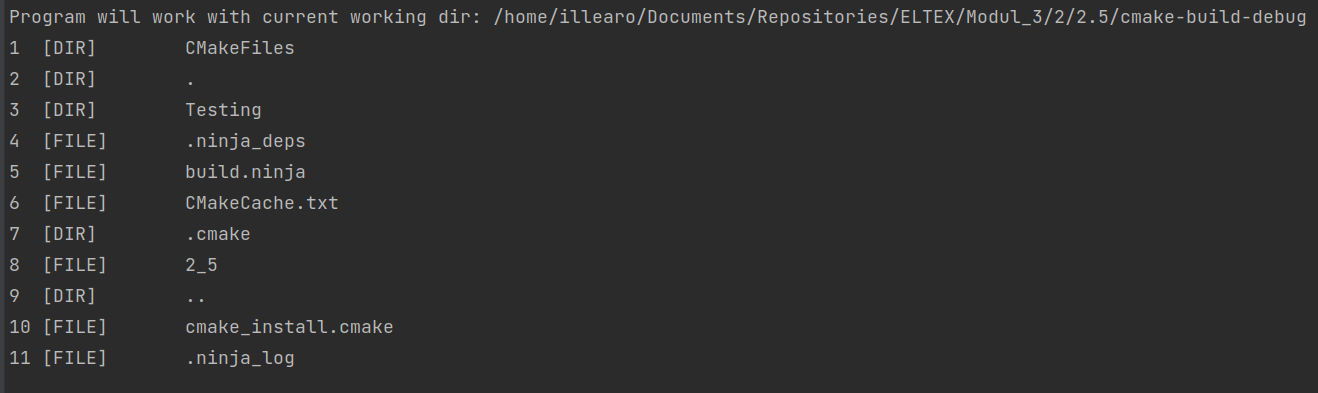 Program will work with current working dir: /home/illearo/Documents/Repositories/ELTEX/Modul_3/2/2.5/cmake-build-debug
1  [DIR]        CMakeFiles
2  [DIR]        .
3  [DIR]        Testing
4  [FILE]       .ninja_deps
5  [FILE]       build.ninja
6  [FILE]       CMakeCache.txt
7  [DIR]        .cmake
8  [FILE]       2_5
9  [DIR]        ..
10 [FILE]       cmake_install.cmake
11 [FILE]       .ninja_log